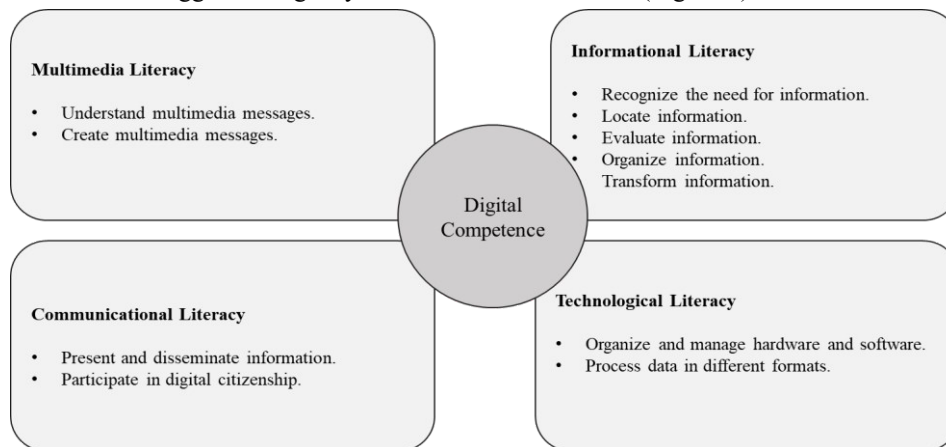 Multimedia Literacy
• Understand multimedia messages.
• Create multimedia messages.
Informational Literacy
• Recognize the need for information.
• Locate information.
• Evaluate information.
• Organize information.
Transform information.
Digital
Competence
Communicational Literacy
• Present and disseminate information.
• Participate in digital citizenship.
Technological Literacy
• Organize and manage hardware and software.
• Process data in different formats.